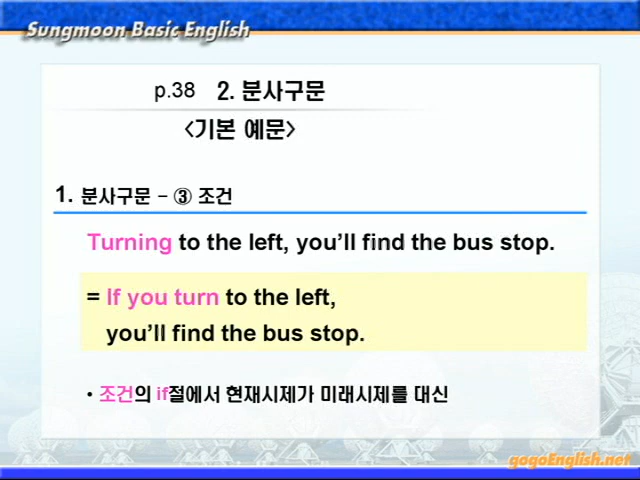 Sungmoon Basic English
p.38 2. 분사구문
<기본 예문>
1. 분사구문 – ③ 조건
Turning to the left, you’ll find the bus stop.
= If you turn to the left,
you’ll find the bus stop.
• 조건의 if절에서 현재시제가 미래시제를 대신
gogoEnglish.net